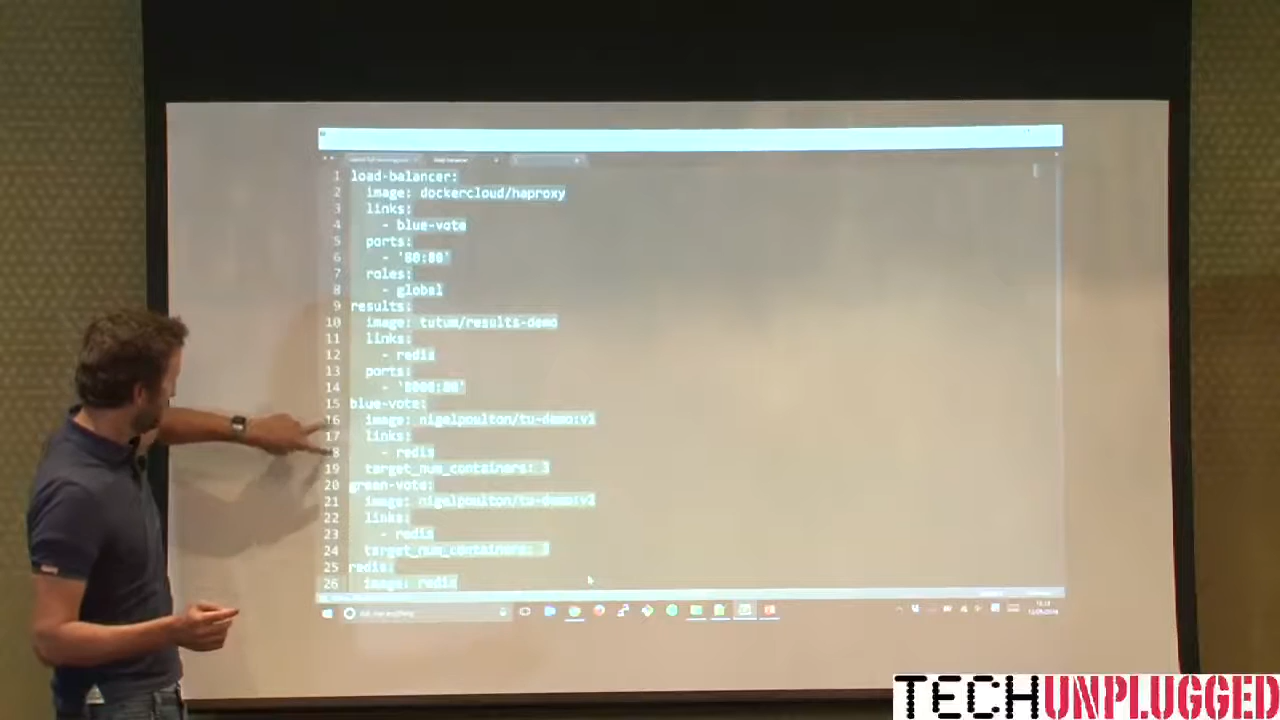 1 load-balancer:
2 image: dockercloud/haproxy
3 links:
4 - blue-vote
5 ports:
6 - '80:80'
7 roles:
8 - global
9 results:
10 image: tutum/results-demo
11 links:
12 - redis
13 ports:
14 - '8000:80'
15 blue-vote:
16 image: nigelpoulton/tu-demo:v1
17 links:
18 - redis
19 target_num_containers: 3
20 green-vote:
21 image: nigelpoulton/tu-demo:v2
22 links:
23 - redis
24 target_num_containers: 3
25 redis:
26 image: redis
Ask me anything
TECHUNPLUGGED